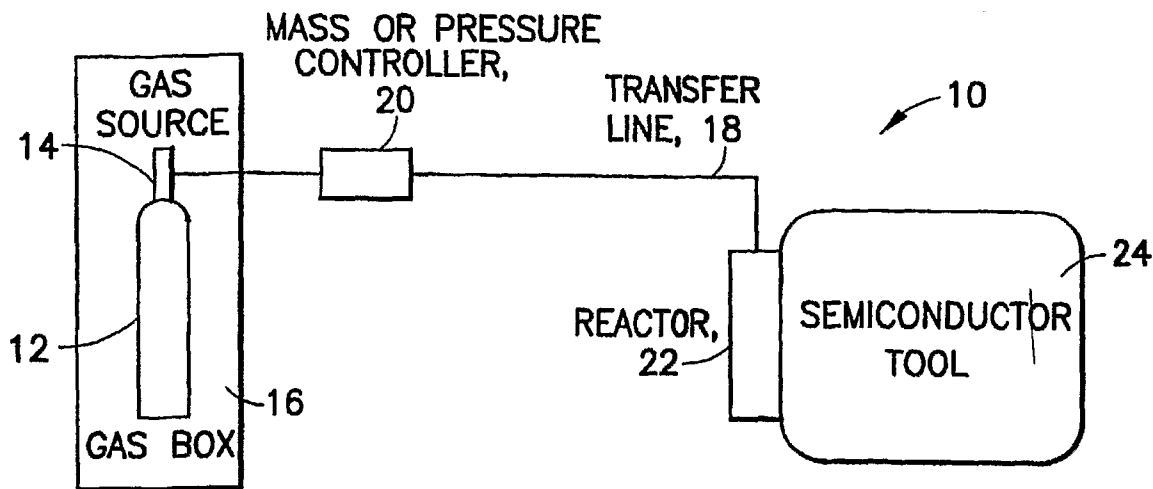 MASS OR PRESSURE
CONTROLLER,
20
GAS
SOURCE
14
TRANSFER
LINE, 18
10
12
16
GAS BOX
REACTOR,
22
24
SEMICONDUCTOR
TOOL